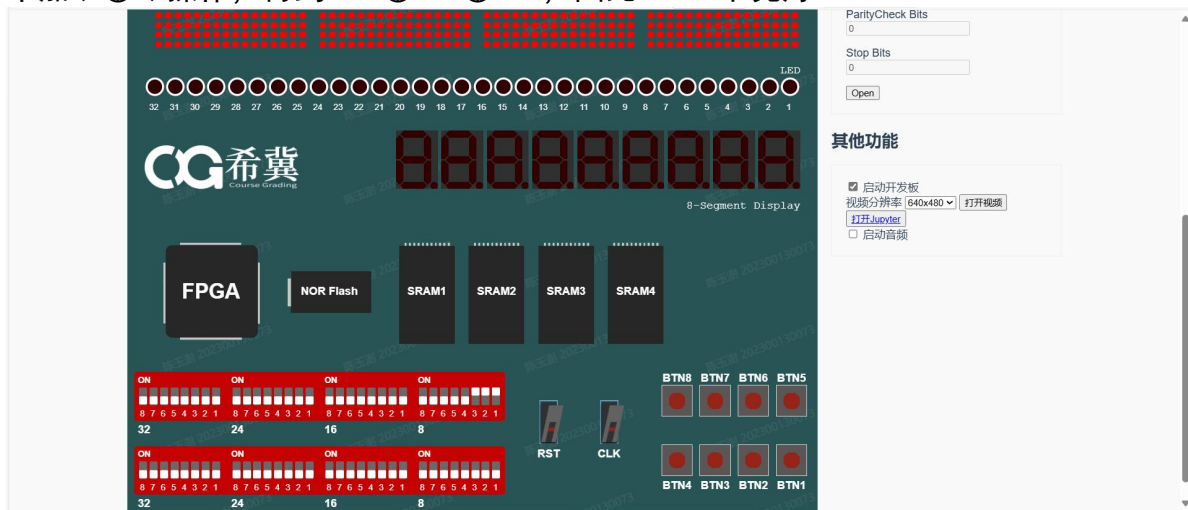 ParityCheck Bits
0
Stop Bits
0
Open
LED
32 31 30 29 28 27 26 25 24 23 22 21 20 19 18 17 16 15 14 13 12 11 10 9 8 7 6 5 4 3 2 1
CG希冀
Course Grading
8-Segment Display
其他功能
启动开发板
视频分辨率 640x480 打开视频
打开Jupyter
启动音频
FPGA
NOR Flash
SRAM1 SRAM2 SRAM3 SRAM4
ON ON ON ON
8 7 6 5 4 3 2 1 8 7 6 5 4 3 2 1 8 7 6 5 4 3 2 1 8 7 6 5 4 3 2 1
32 24 16 8
BTN8 BTN7 BTN6 BTN5
RST CLK
ON ON ON ON
8 7 6 5 4 3 2 1 8 7 6 5 4 3 2 1 8 7 6 5 4 3 2 1 8 7 6 5 4 3 2 1
32 24 16 8
BTN4 BTN3 BTN2 BTN1